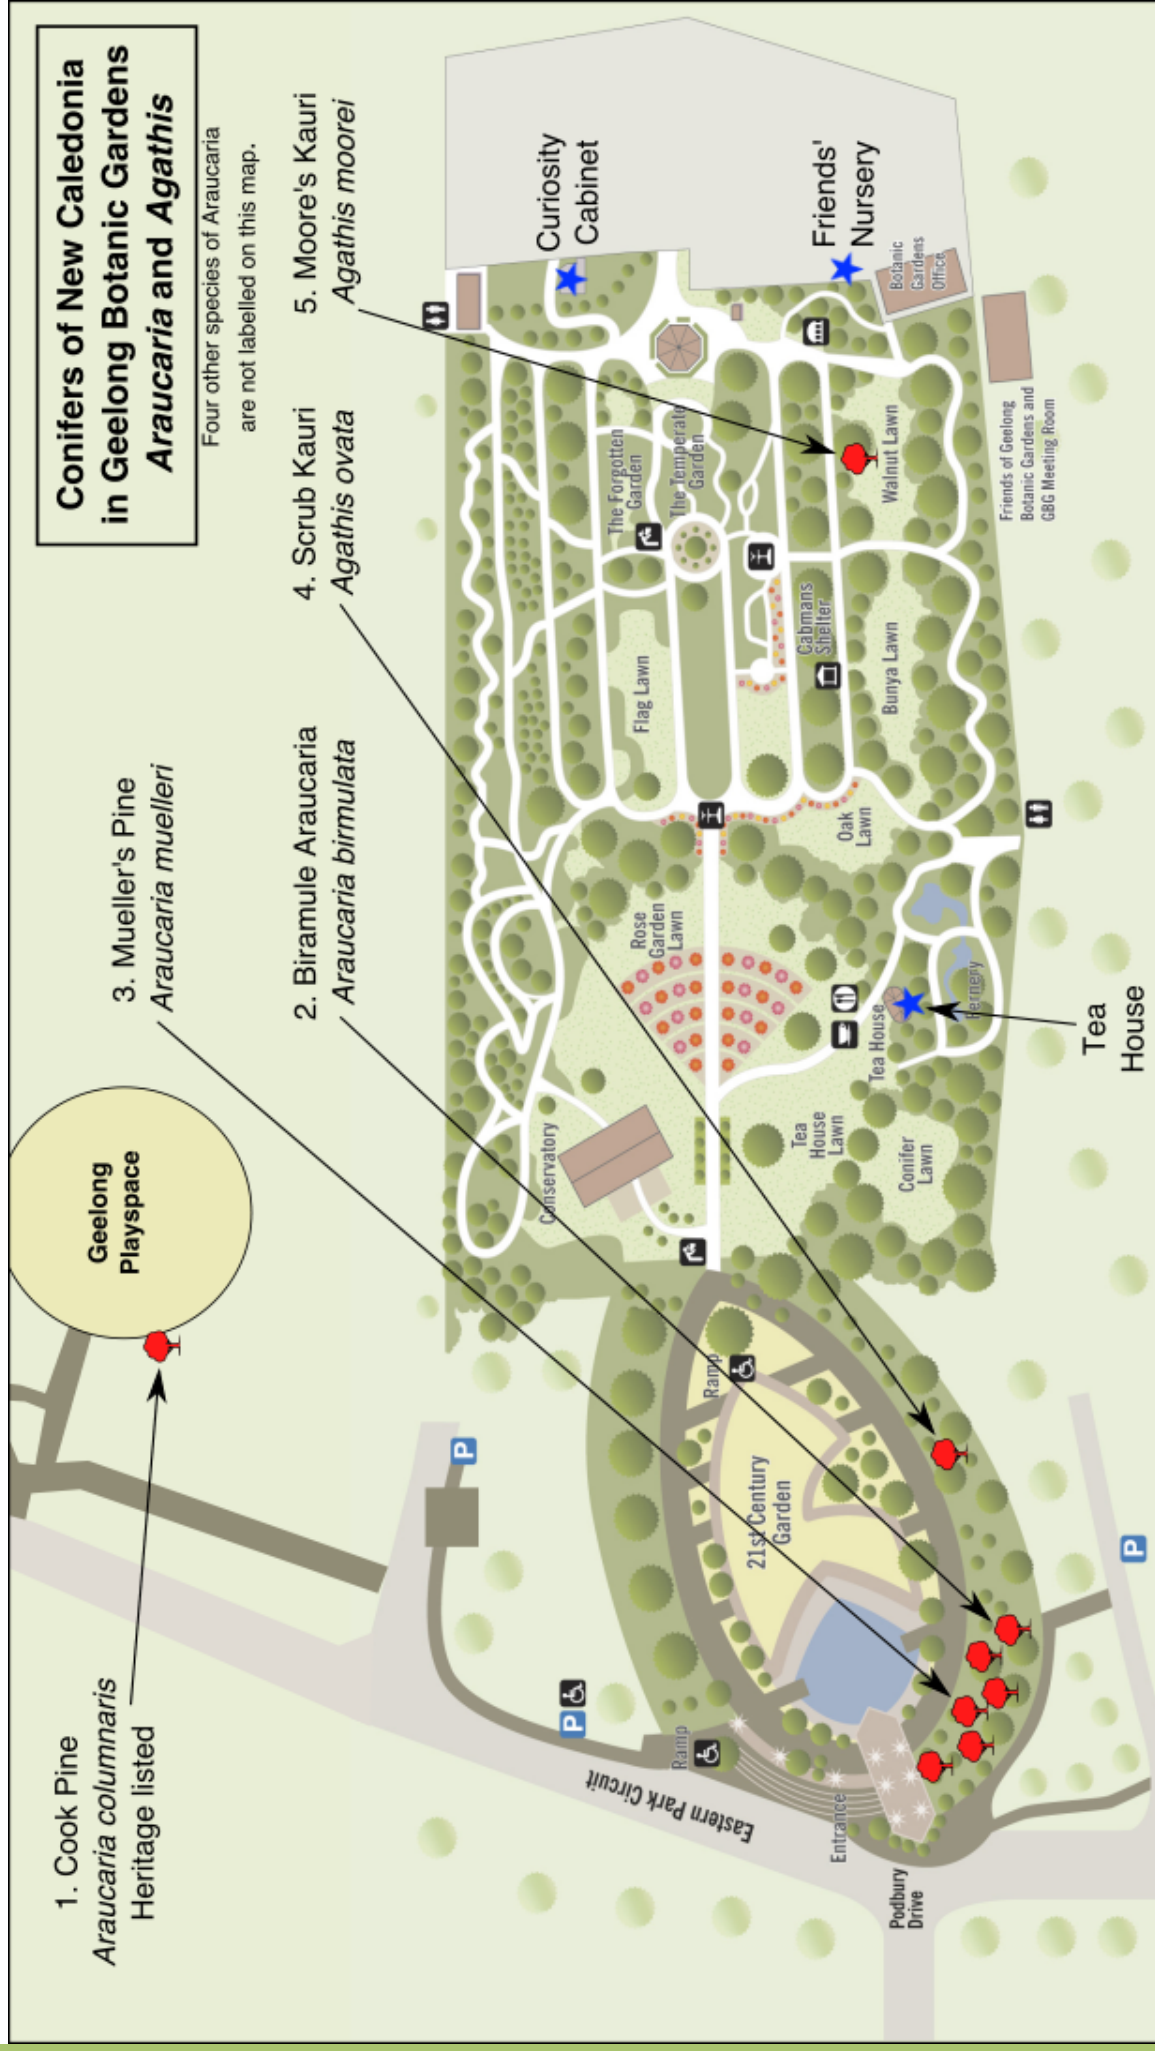 Conifers of New Caledonia
in Geelong Botanic Gardens
Araucaria and Agathis
Four other species of Araucaria
are not labelled on this map.
1. Cook Pine
Araucaria columnaris
Heritage listed
Geelong
Playspace
3. Mueller's Pine
Araucaria muelleri
2. Biramule Araucaria
Araucaria birmulata
4. Scrub Kauri
Agathis ovata
5. Moore's Kauri
Agathis moorei
Curiosity
Cabinet
Friends'
Nursery
Botanic
Gardens
Office
Friends of Geelong
Botanic Gardens and
GBG Meeting Room
The Forgotten
Garden
The Temperate
Garden
Walnut Lawn
Cabmans
Shelter
Flag Lawn
Bunya Lawn
Oak
Lawn
Rose
Garden
Lawn
Conservatory
Tea House
Fernery
Tea
House
Tea
House
Lawn
Conifer
Lawn
P
Ramp
21st Century
Garden
P
P
Ramp
Eastern Park Circuit
Entrance
Podbury
Drive